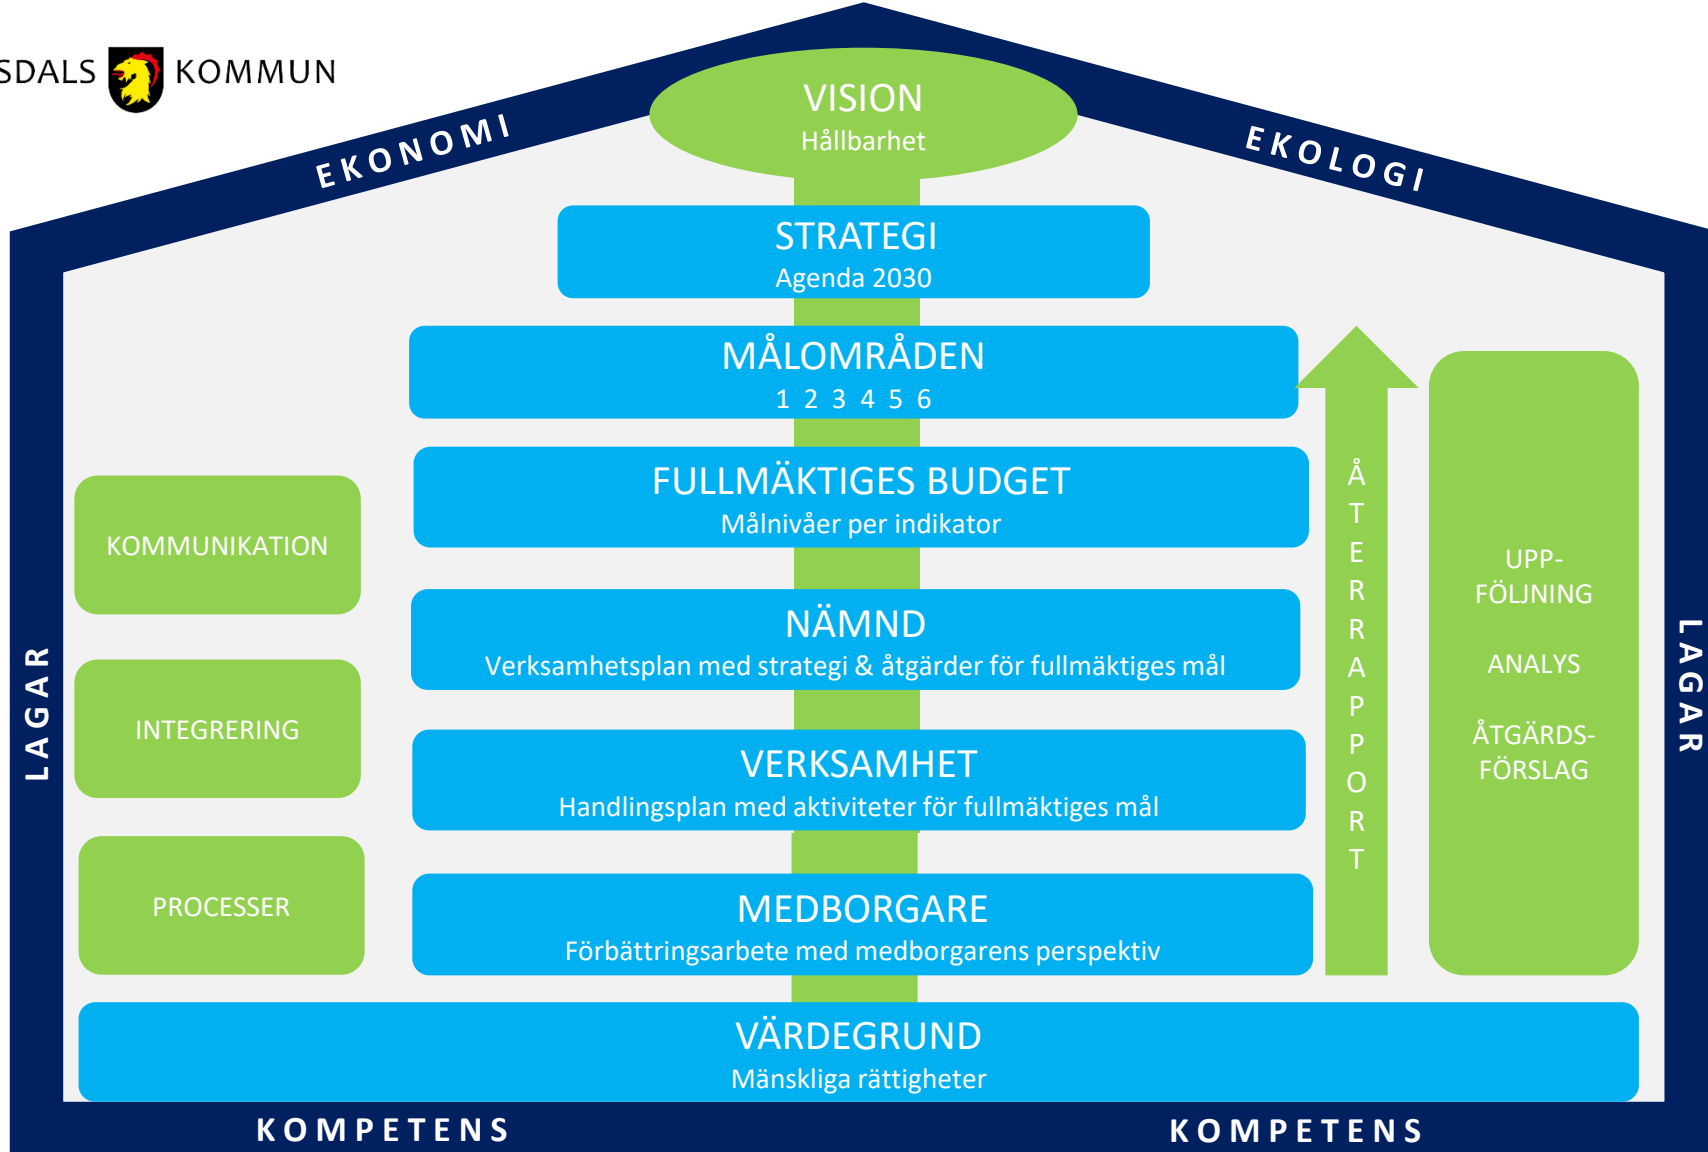 SDALS KOMMUN
EKONOMI
EKOLOGI
VISION
Hållbarhet
STRATEGI
Agenda 2030
MÅLOMRÅDEN
1 2 3 4 5 6
FULLMÄKTIGES BUDGET
Målnivåer per indikator
NÄMND
Verksamhetsplan med strategi & åtgärder för fullmäktiges mål
VERKSAMHET
Handlingsplan med aktiviteter för fullmäktiges mål
MEDBORGARE
Förbättringsarbete med medborgarens perspektiv
VÄRDEGRUND
Mänskliga rättigheter
KOMMUNIKATION
INTEGRERING
PROCESSER
ÅTERRAPPORT
UPP-
FÖLJNING
ANALYS
ÅTGÄRDS-
FÖRSLAG
LAGAR
LAGAR
KOMPETENS
KOMPETENS